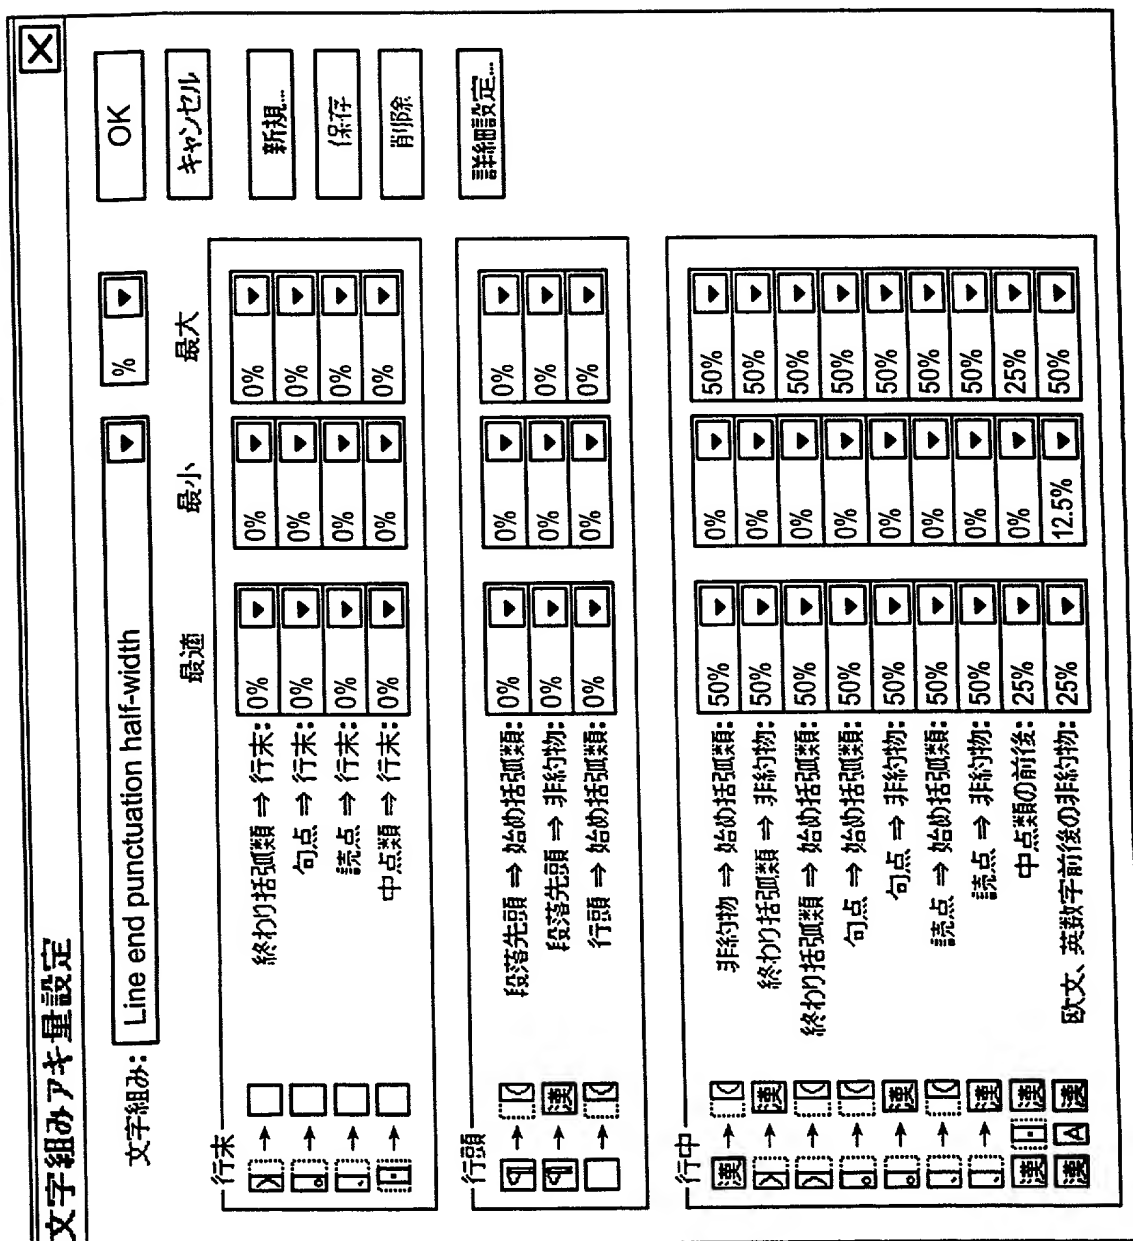 文字組みアキ量設定
文字組み: Line end punctuation half-width % OK
キャンセル
新規...
保存
削除
詳細設定...
最適 最小 最大
行末
終わり括弧類 ⇒ 行末: 0% 0% 0%
句点 ⇒ 行末: 0% 0% 0%
読点 ⇒ 行末: 0% 0% 0%
中点類 ⇒ 行末: 0% 0% 0%
行頭
段落先頭 ⇒ 始め括弧類: 0% 0% 0%
段落先頭 ⇒ 非約物: 0% 0% 0%
行頭 ⇒ 始め括弧類: 0% 0% 0%
行中
漢 → 非約物 ⇒ 始め括弧類: 50% 0% 50%
→ 漢 終わり括弧類 ⇒ 非約物: 50% 0% 50%
終わり括弧類 ⇒ 始め括弧類: 50% 0% 50%
句点 ⇒ 始め括弧類: 50% 0% 50%
→ 漢 句点 ⇒ 非約物: 50% 0% 50%
読点 ⇒ 始め括弧類: 50% 0% 50%
→ 漢 読点 ⇒ 非約物: 50% 0% 50%
漢 · 漢 中点類の前後: 25% 0% 25%
漢 A 漢 欧文、英数字前後の非約物: 25% 12.5% 50%